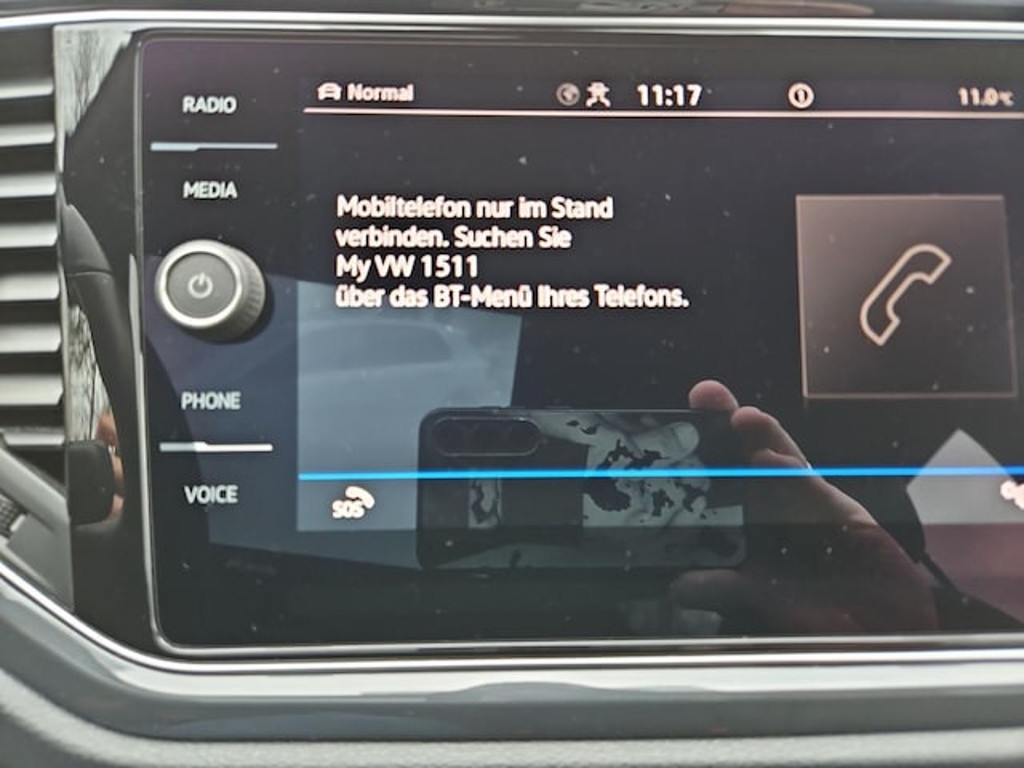 RADIO
MEDIA
PHONE
VOICE
Normal
11:17
11.0°C
Mobiltelefon nur im Stand
verbinden. Suchen Sie
My VW 1511
über das BT-Menü Ihres Telefons.
SOS